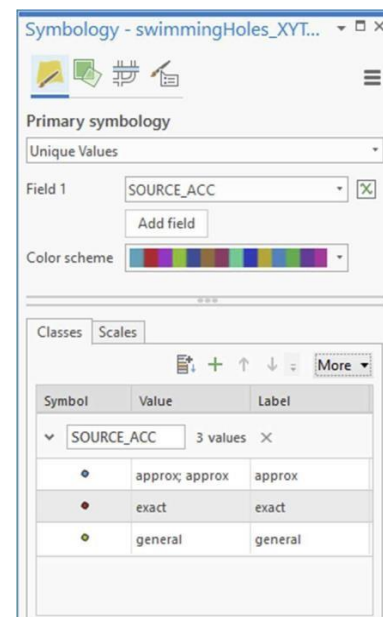 Symbology - swimmingHoles_XYT...
Primary symbology
Unique Values
Field 1 SOURCE_ACC
Add field
Color scheme
Classes Scales
More
Symbol Value Label
SOURCE_ACC 3 values
approx; approx approx
exact exact
general general